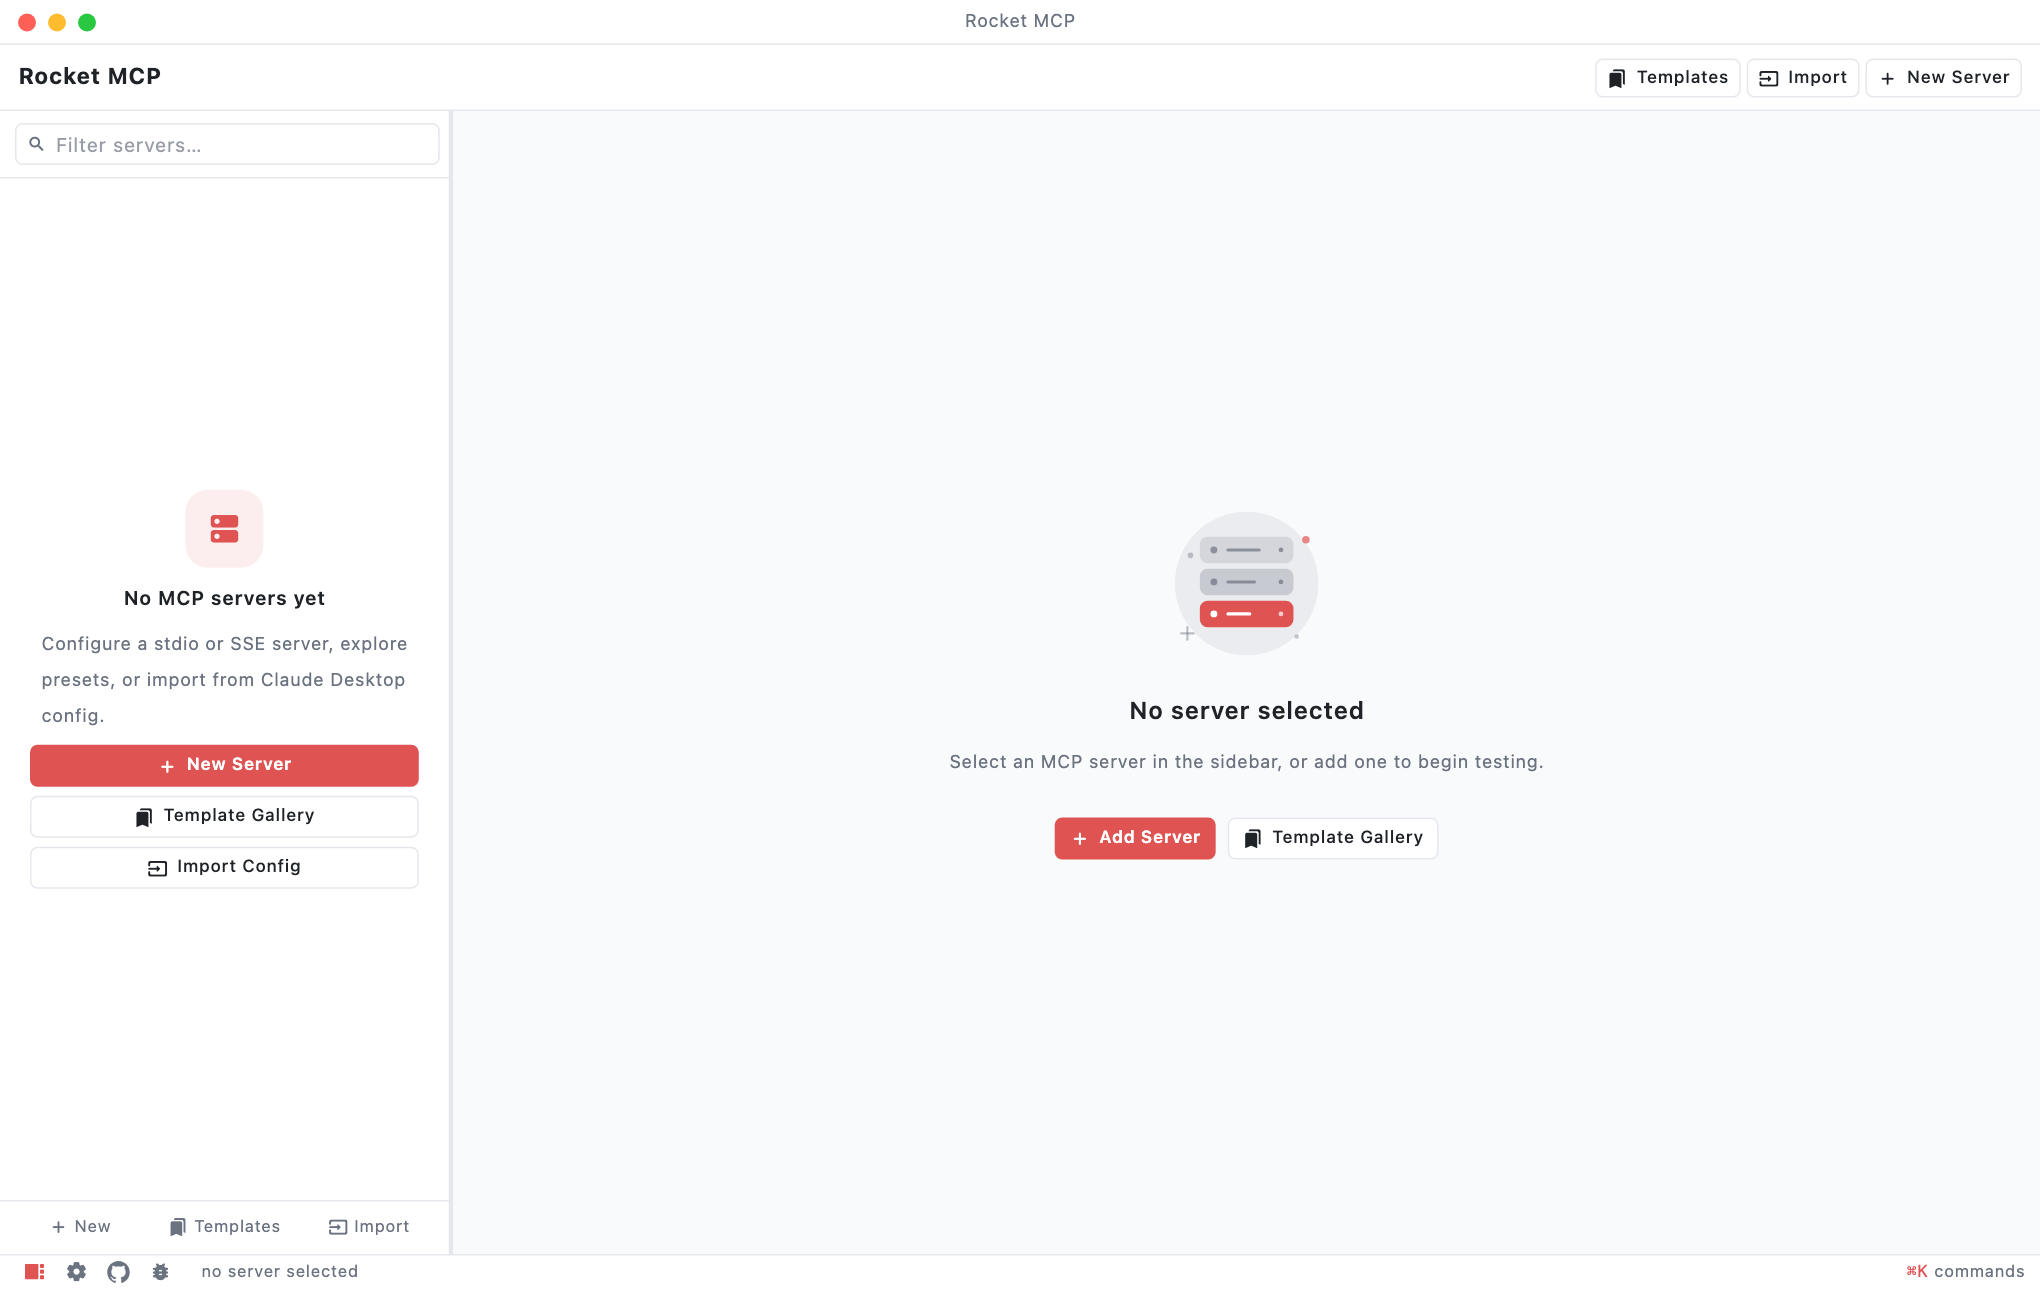 Rocket MCP
Rocket MCP
Templates
Import
New Server
Filter servers...
No MCP servers yet
Configure a stdio or SSE server, explore
presets, or import from Claude Desktop
config.
New Server
Template Gallery
Import Config
No server selected
Select an MCP server in the sidebar, or add one to begin testing.
Add Server
Template Gallery
New
Templates
Import
no server selected
⌘K commands